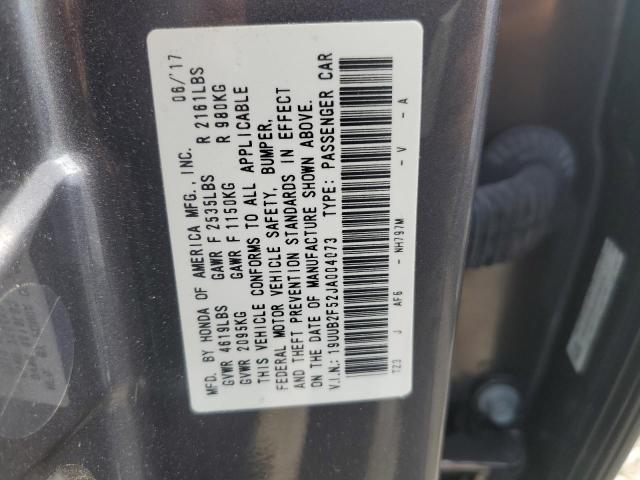 MFD. BY HONDA OF AMERICA MFG., INC. 06/'17
GVWR 4619LBS GAWR F 2535LBS R 2161LBS
GVWR 2095KG GAWR F 1150KG R 980KG
THIS VEHICLE CONFORMS TO ALL APPLICABLE
FEDERAL MOTOR VEHICLE SAFETY, BUMPER,
AND THEFT PREVENTION STANDARDS IN EFFECT
ON THE DATE OF MANUFACTURE SHOWN ABOVE.
V.I.N.: 19UUB2F52JA004073 TYPE: PASSENGER CAR
TZ3 J AF6 - NH797M - V - A